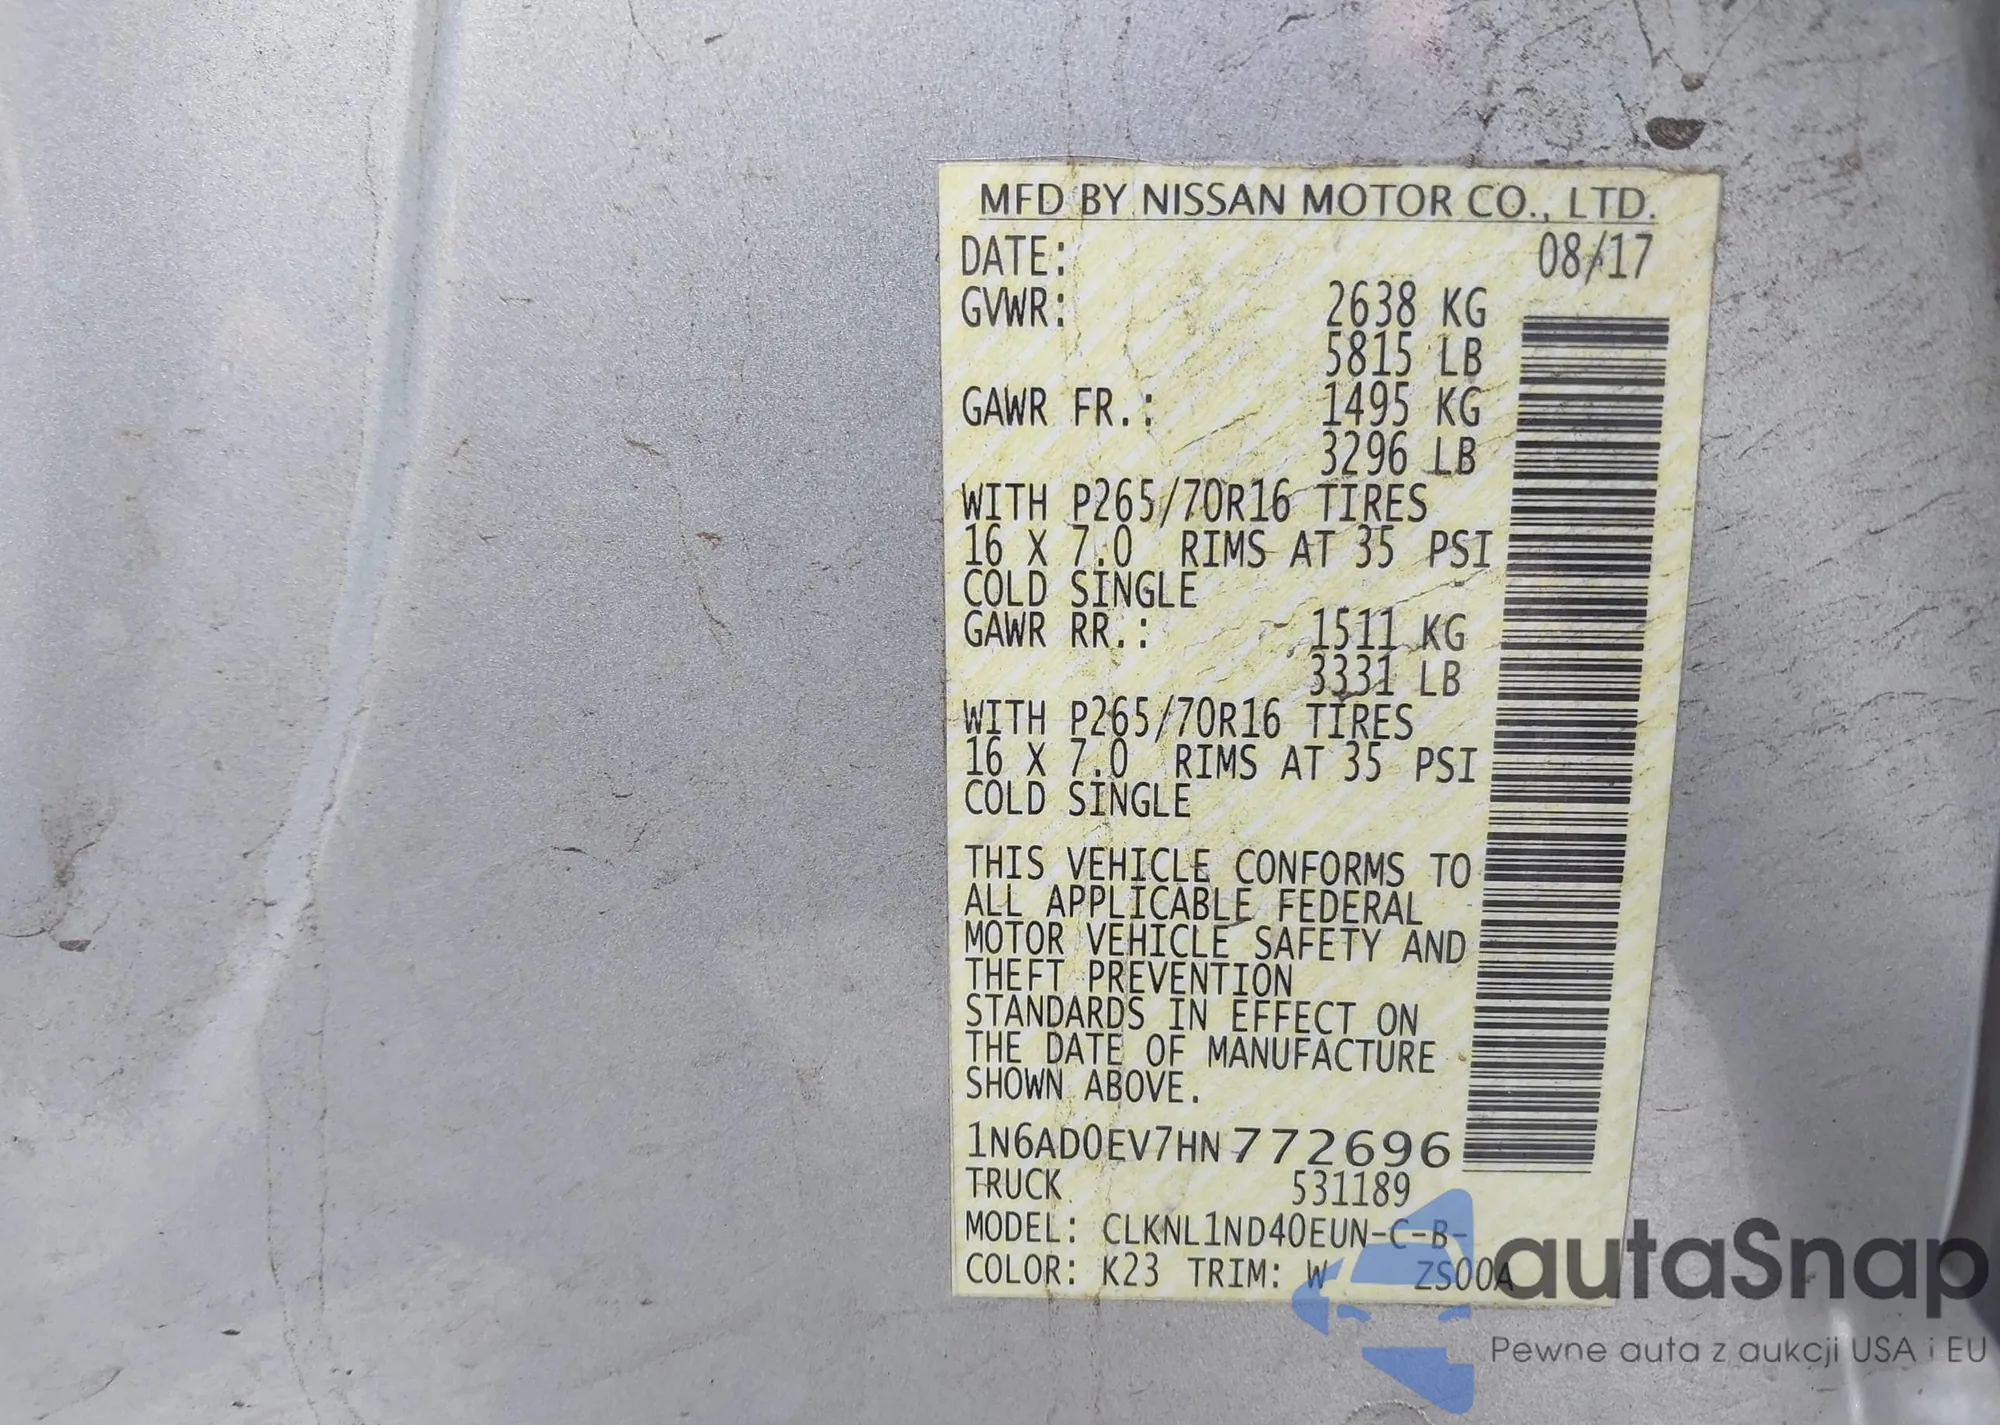 MFD BY NISSAN MOTOR CO., LTD.
DATE: 08/17
GVWR: 2638 KG
5815 LB
GAWR FR.: 1495 KG
3296 LB
WITH P265/70R16 TIRES
16 X 7.0 RIMS AT 35 PSI
COLD SINGLE
GAWR RR.: 1511 KG
3331 LB
WITH P265/70R16 TIRES
16 X 7.0 RIMS AT 35 PSI
COLD SINGLE
THIS VEHICLE CONFORMS TO
ALL APPLICABLE FEDERAL
MOTOR VEHICLE SAFETY AND
THEFT PREVENTION
STANDARDS IN EFFECT ON
THE DATE OF MANUFACTURE
SHOWN ABOVE.
1N6AD0EV7HN772696
TRUCK 531189
MODEL: CLKNL1ND40EUN-C-B-
COLOR: K23 TRIM: W ZS00A
autaSnap
Pewne auta z aukcji USA i EU